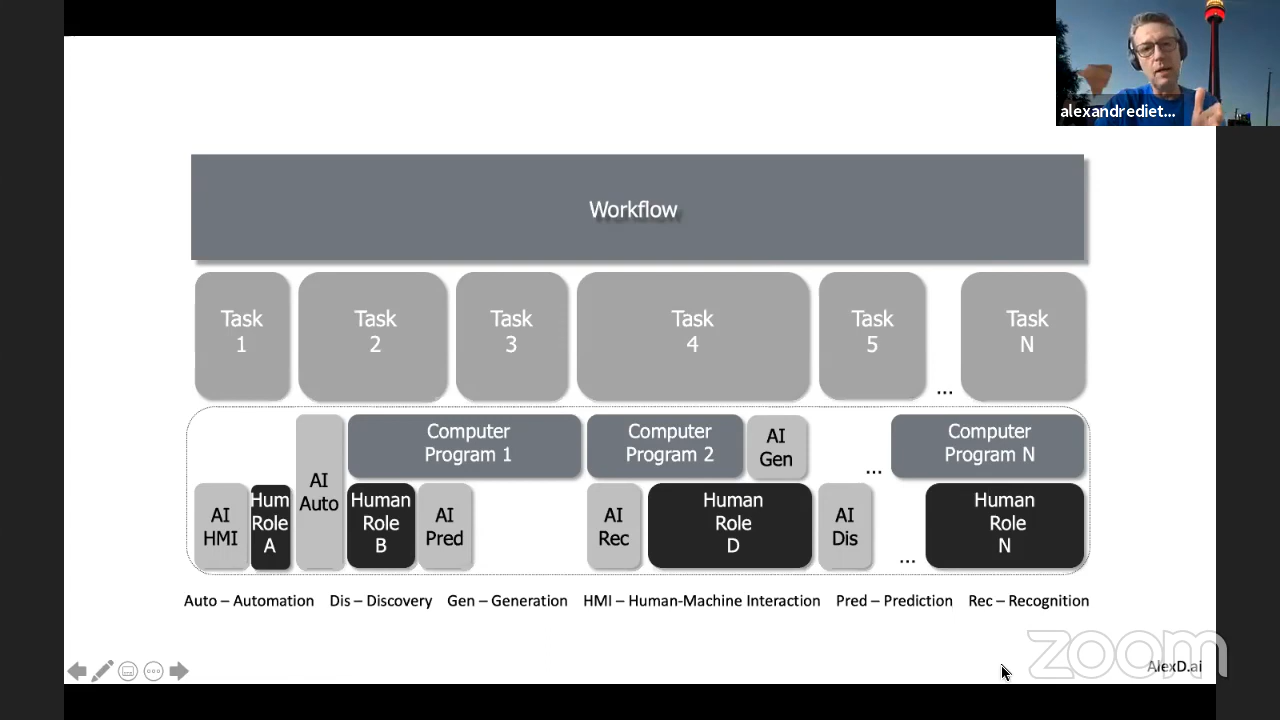 alexandrediet...
Workflow
Task
1
Task
2
Task
3
Task
4
Task
5
...
Task
N
Computer
Program 1
Computer
Program 2
AI
Gen
...
Computer
Program N
AI
HMI
Hum
Role
A
AI
Auto
Human
Role
B
AI
Pred
AI
Rec
Human
Role
D
AI
Dis
...
Human
Role
N
Auto – Automation Dis – Discovery Gen – Generation HMI – Human-Machine Interaction Pred – Prediction Rec – Recognition
zoom
AlexD.ai